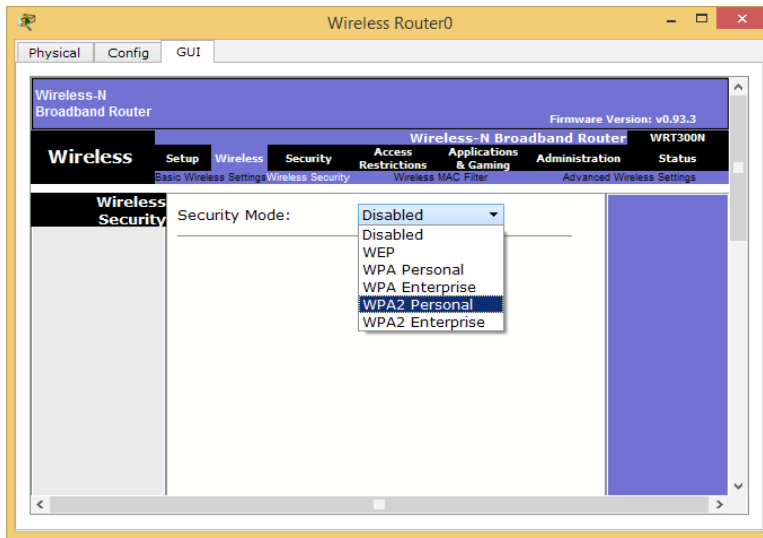 Wireless Router0
Physical Config GUI
Wireless-N
Broadband Router
Firmware Version: v0.93.3
Wireless-N Broadband Router WRT300N
Wireless
Setup Wireless Security Access Restrictions Applications & Gaming Administration Status
Basic Wireless Settings Wireless Security Wireless MAC Filter Advanced Wireless Settings
Wireless
Security
Security Mode: Disabled
Disabled
WEP
WPA Personal
WPA Enterprise
WPA2 Personal
WPA2 Enterprise